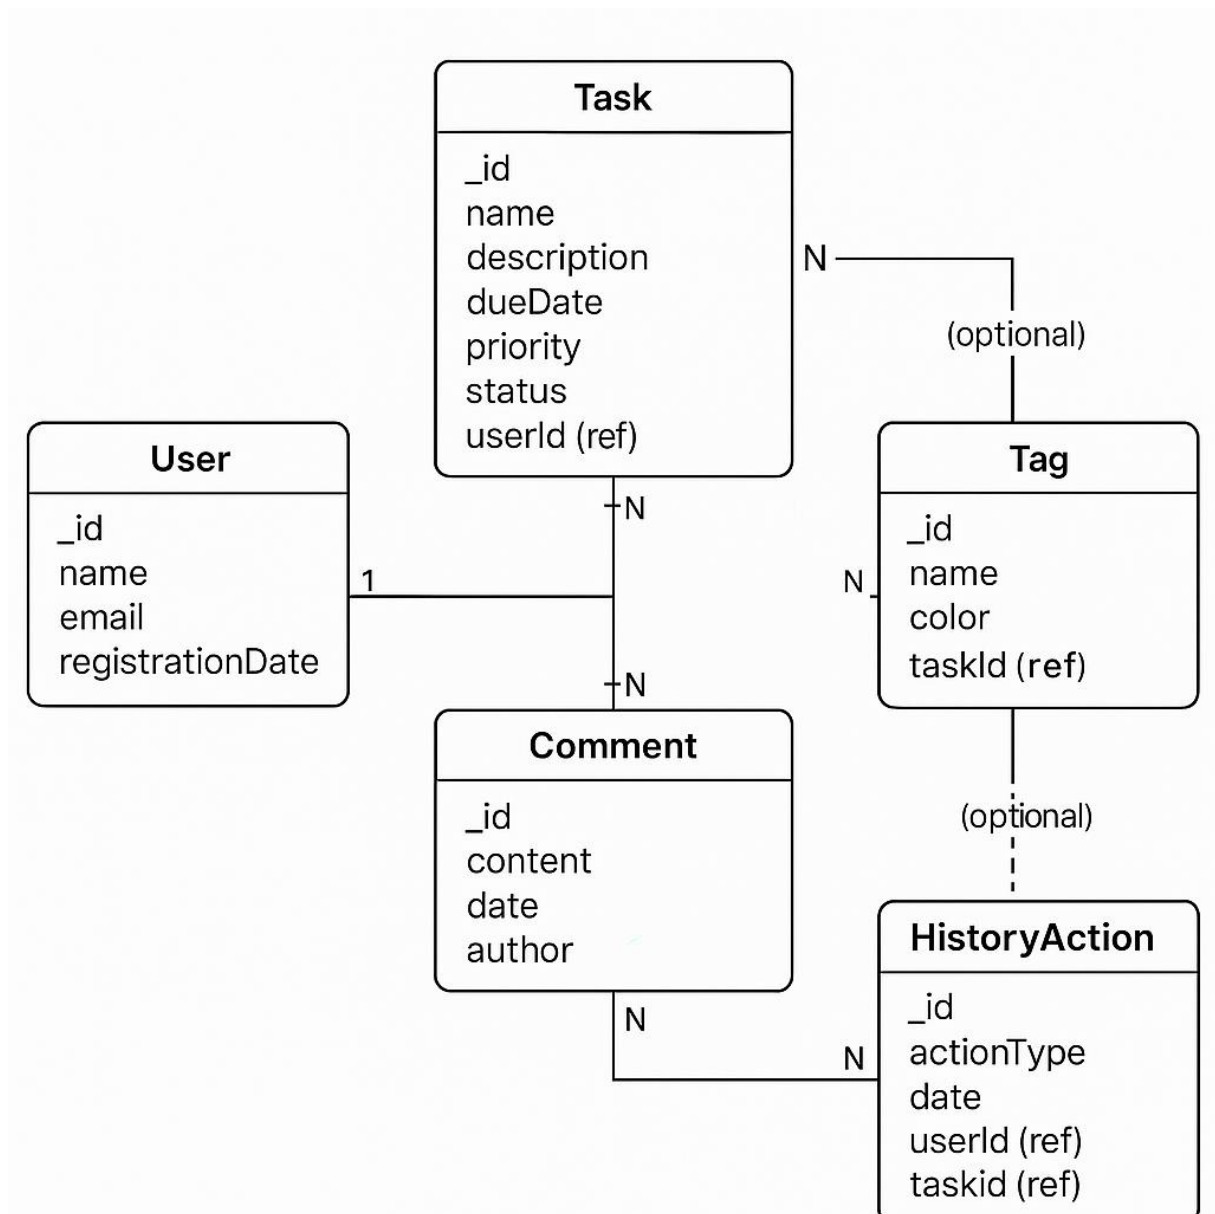 Task
_id
name
description
dueDate
priority
status
userId (ref)
N
(optional)
User
_id
name
email
registrationDate
1
N
N
Tag
_id
name
color
taskId (ref)
N
(optional)
Comment
_id
content
date
author
N
N
HistoryAction
_id
actionType
date
userId (ref)
taskid (ref)